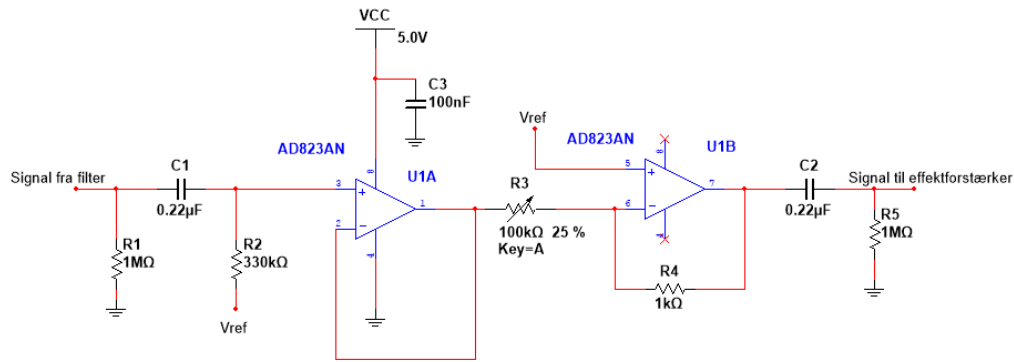 VCC
5.0V
C3
100nF
Vref
AD823AN
U1B
AD823AN
U1A
8
8
Signal fra filter
C1
0.22µF
3
2
1
R3
100kΩ 25 %
Key=A
5
6
7
C2
0.22µF
Signal til effektforstærker
4
4
R1
1MΩ
R2
330kΩ
Vref
R4
1kΩ
R5
1MΩ